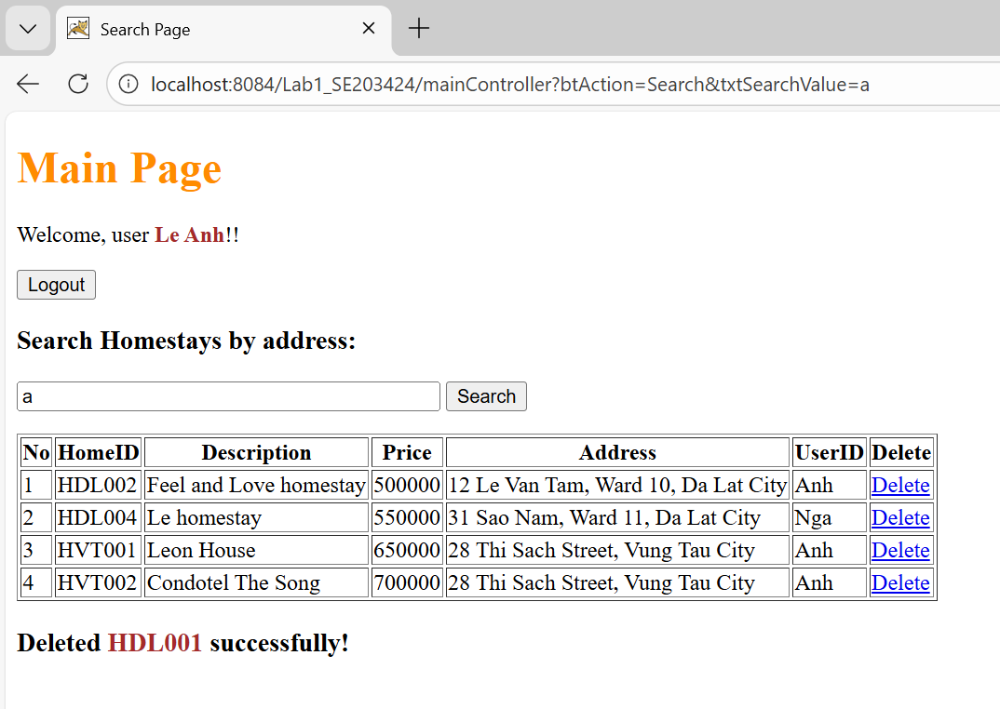 Search Page
localhost:8084/Lab1_SE203424/mainController?btAction=Search&txtSearchValue=a
Main Page
Welcome, user Le Anh!!
Logout
Search Homestays by address:
a Search
No HomeID Description Price Address UserID Delete
1 HDL002 Feel and Love homestay 500000 12 Le Van Tam, Ward 10, Da Lat City Anh Delete
2 HDL004 Le homestay 550000 31 Sao Nam, Ward 11, Da Lat City Nga Delete
3 HVT001 Leon House 650000 28 Thi Sach Street, Vung Tau City Anh Delete
4 HVT002 Condotel The Song 700000 28 Thi Sach Street, Vung Tau City Anh Delete
Deleted HDL001 successfully!